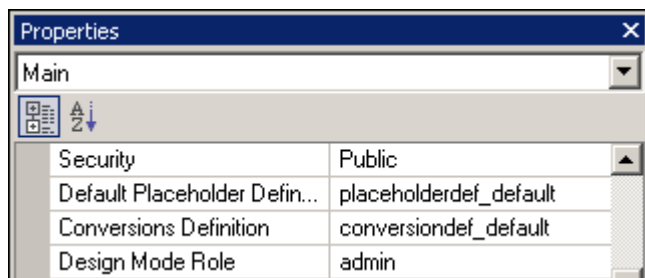 Properties
Main
Security Public
Default Placeholder Defin... placeholderdef_default
Conversions Definition conversiondef_default
Design Mode Role admin